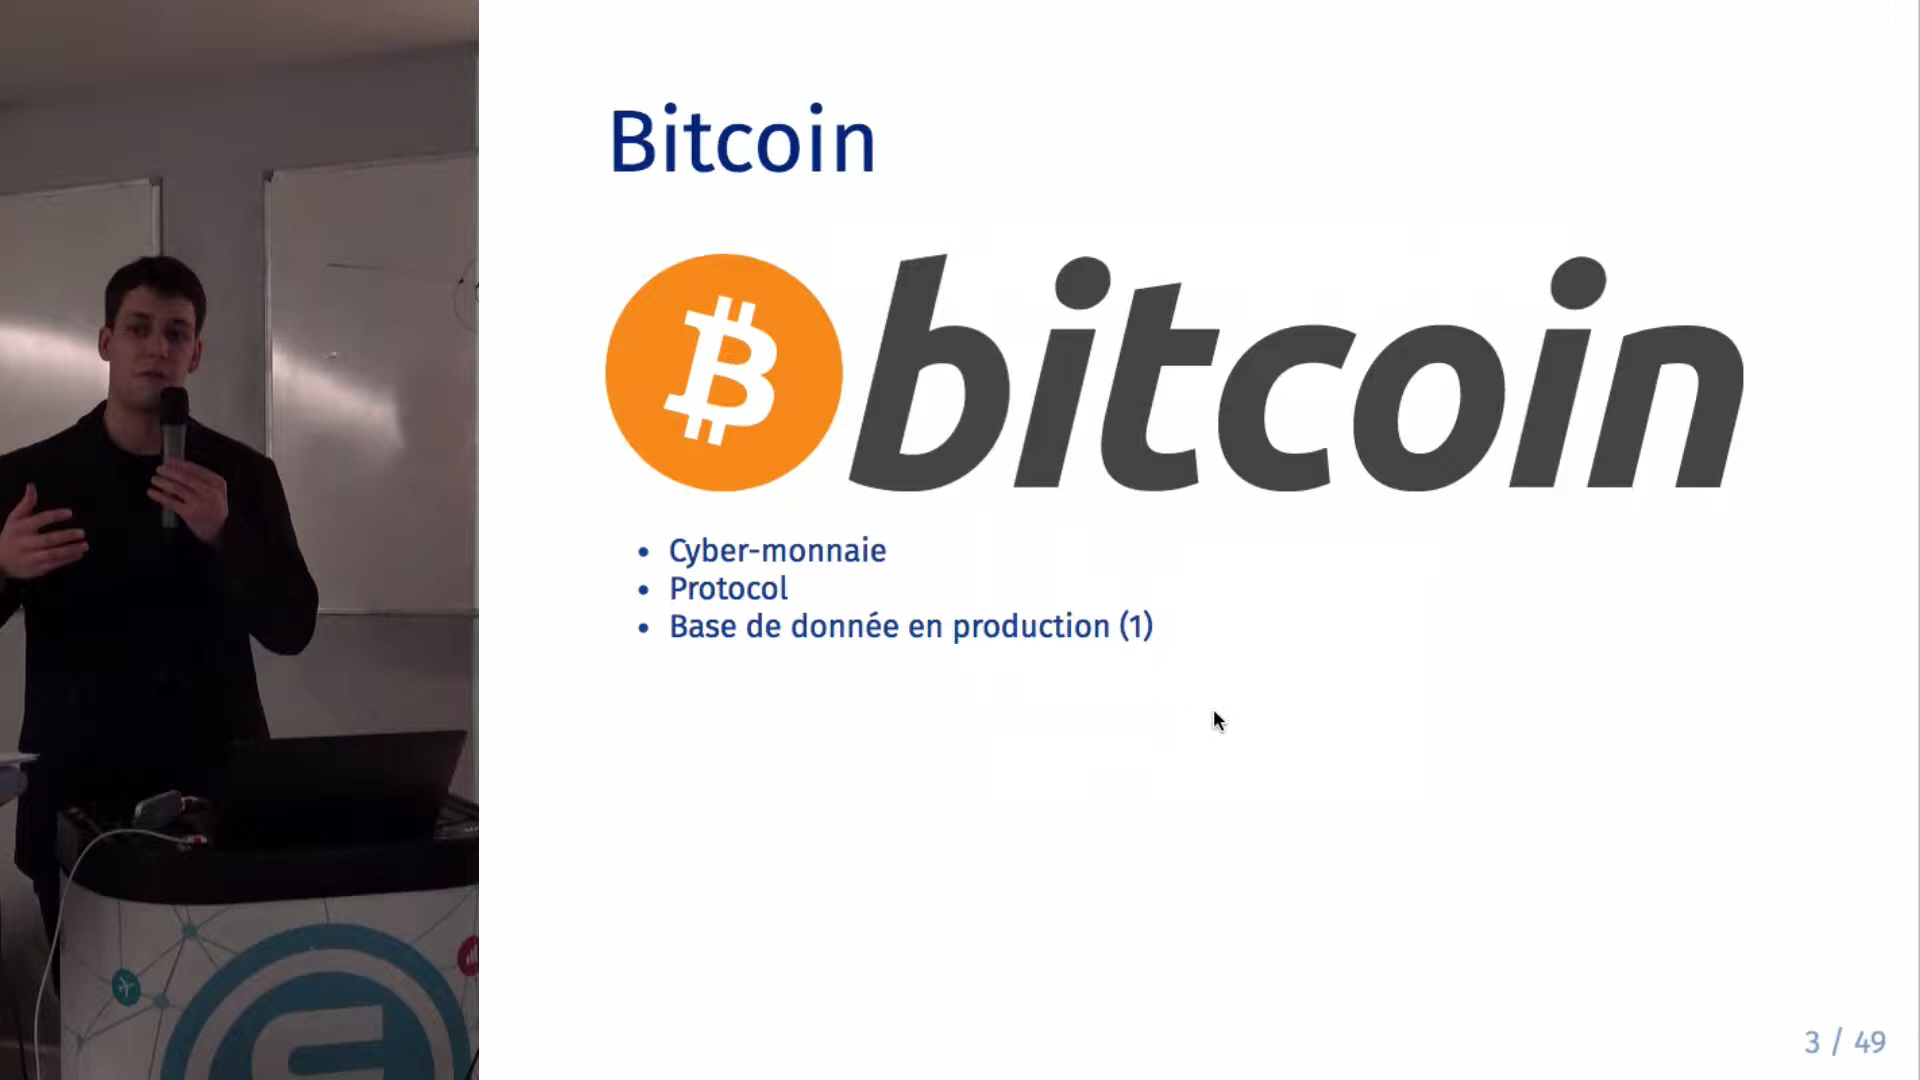 Bitcoin
bitcoin
• Cyber-monnaie
• Protocol
• Base de donnée en production (1)
3 / 49